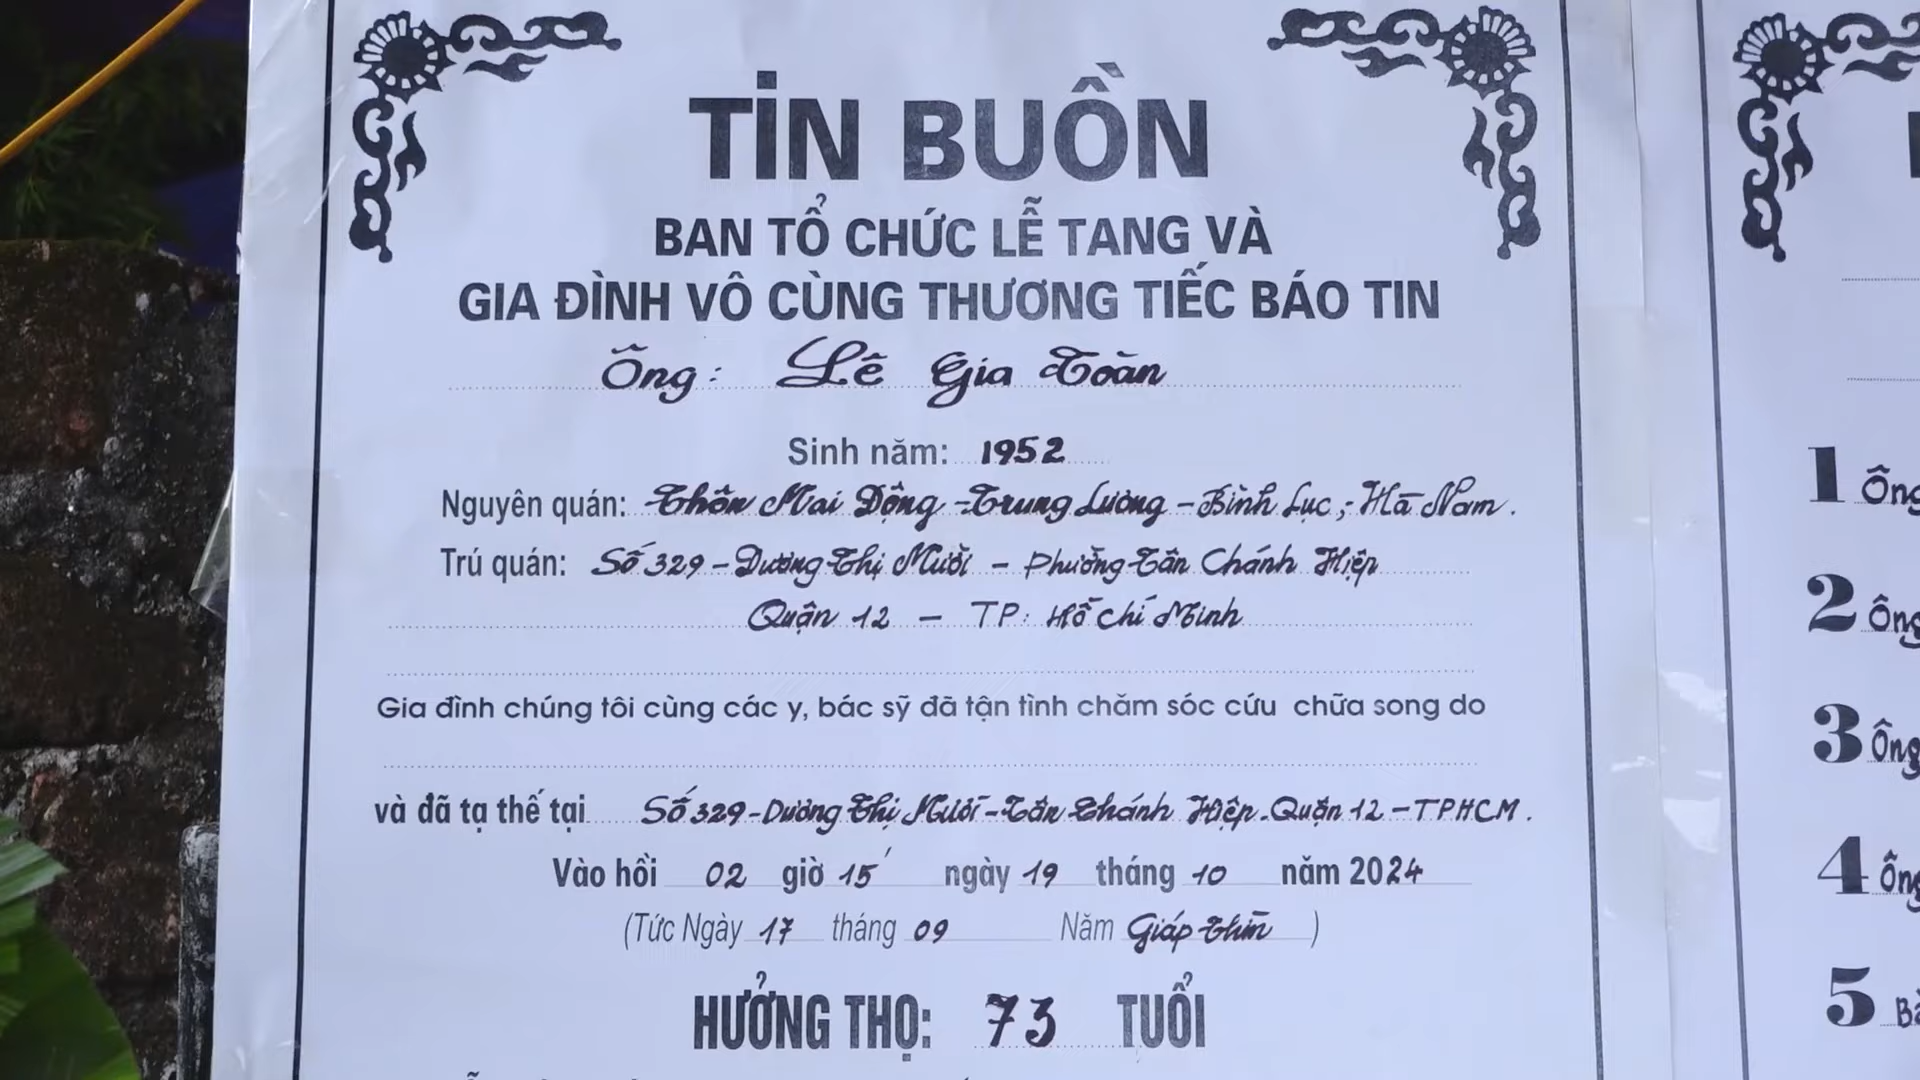 TIN BUỒN
BAN TỔ CHỨC LỄ TANG VÀ
GIA ĐÌNH VÔ CÙNG THƯƠNG TIẾC BÁO TIN
Ông: Lê Gia Toàn
Sinh năm: 1952
Nguyên quán: Thôn Mai Động - Trung Lương - Bình Lục - Hà Nam.
Trú quán: Số 329 - Dương Thị Mười - Phường Tân Chánh Hiệp
Quận 12 - TP: Hồ Chí Minh
Gia đình chúng tôi cùng các y, bác sỹ đã tận tình chăm sóc cứu chữa song do
và đã tạ thế tại Số 329 - Dương Thị Mười - Tân Chánh Hiệp - Quận 12 - TPHCM.
Vào hồi 02 giờ 15' ngày 19 tháng 10 năm 2024
(Tức Ngày 17 tháng 09 Năm Giáp Thìn)
HƯỞNG THỌ: 73 TUỔI
1 Ông
2 Ông
3 Ông
4 Ông
5